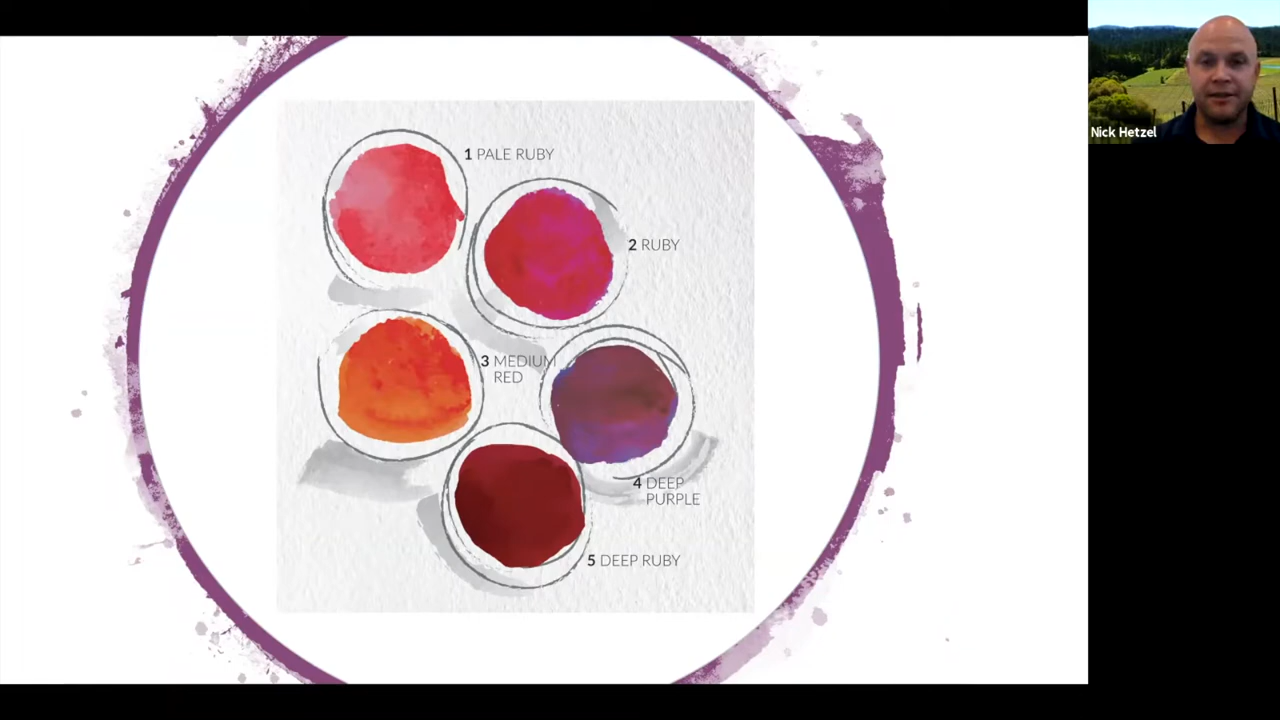 1 PALE RUBY
2 RUBY
3 MEDIUM
RED
4 DEEP
PURPLE
5 DEEP RUBY
Nick Hetzel